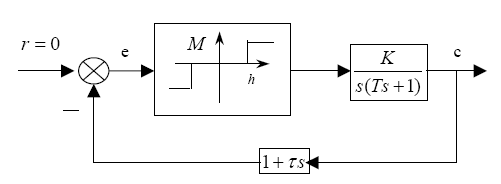 r = 0
e
M
h
K
s(Ts+1)
c
—
1+τs